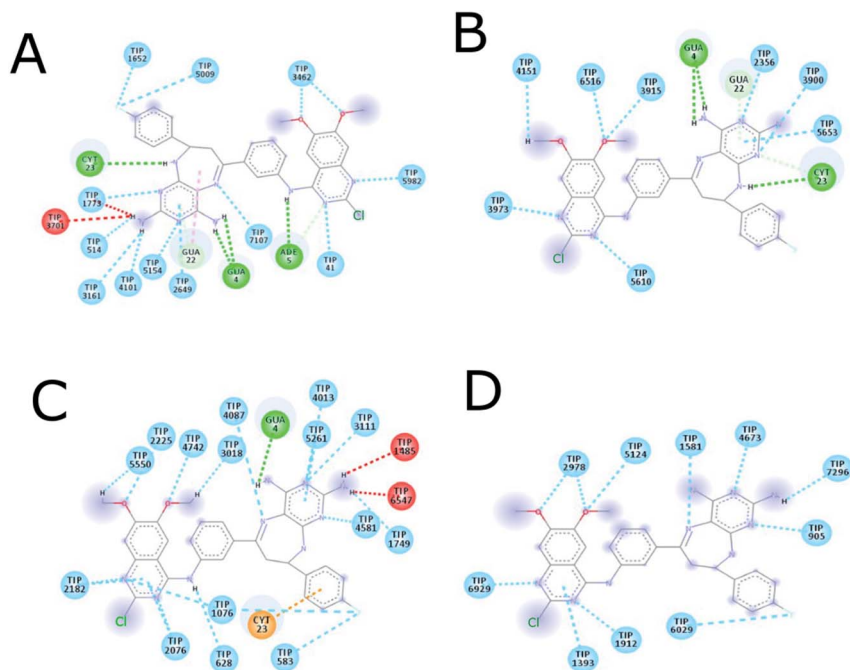 A
TIP
1652
TIP
5009
TIP
3462
CYT
23
H
TIP
1773
TIP
3701
H
H
TIP
514
TIP
3161
TIP
4101
TIP
5154
TIP
2649
GUA
22
H
H
GUA
4
TIP
7107
H
ADE
5
TIP
41
Cl
TIP
5982
B
TIP
4151
TIP
6516
TIP
3915
GUA
4
GUA
22
TIP
2356
TIP
3900
TIP
5653
CYT
23
H
H
H
H
TIP
3973
Cl
TIP
5610
C
TIP
5550
TIP
2225
TIP
4742
TIP
3018
TIP
4087
GUA
4
TIP
4013
TIP
5261
TIP
3111
TIP
1485
TIP
6547
TIP
4581
TIP
1749
H
H
H
H
H
H
TIP
2182
Cl
TIP
2076
TIP
1076
TIP
628
CYT
23
TIP
583
D
TIP
2978
TIP
5124
TIP
1581
TIP
4673
TIP
7296
H
TIP
905
TIP
6929
Cl
TIP
1393
TIP
1912
TIP
6029